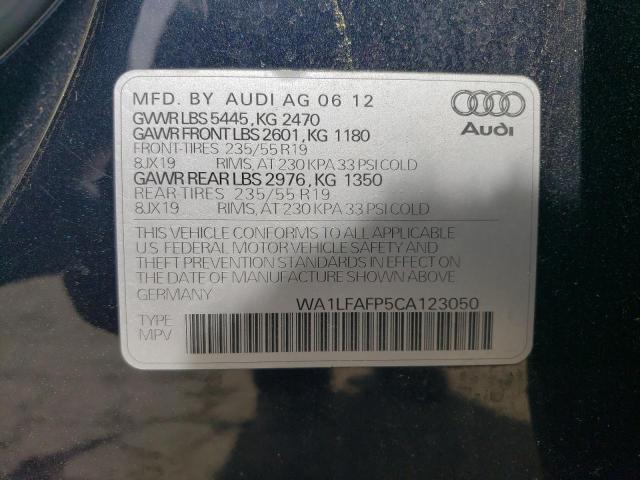 MFD. BY AUDI AG 06 12
GVWR LBS 5445, KG 2470
GAWR FRONT LBS 2601, KG 1180
FRONT-TIRES 235/55 R19
8JX19 RIMS, AT 230 KPA 33 PSI COLD
GAWR REAR LBS 2976, KG 1350
REAR-TIRES 235/55 R19
8JX19 RIMS, AT 230 KPA 33 PSI COLD
Audi
THIS VEHICLE CONFORMS TO ALL APPLICABLE
U.S. FEDERAL MOTOR VEHICLE SAFETY AND
THEFT PREVENTION STANDARDS IN EFFECT ON
THE DATE OF MANUFACTURE SHOWN ABOVE.
GERMANY WA1LFAFP5CA123050
TYPE
MPV